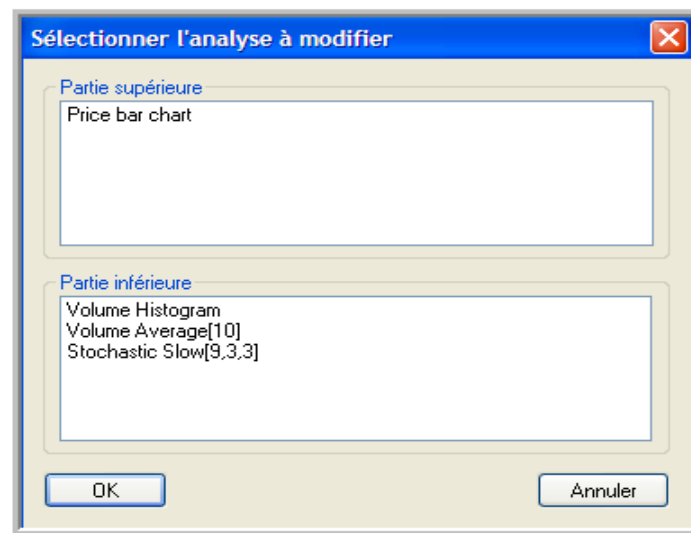 Sélectionner l'analyse à modifier
Partie supérieure
Price bar chart
Partie inférieure
Volume Histogram
Volume Average[10]
Stochastic Slow[9,3,3]
OK
Annuler